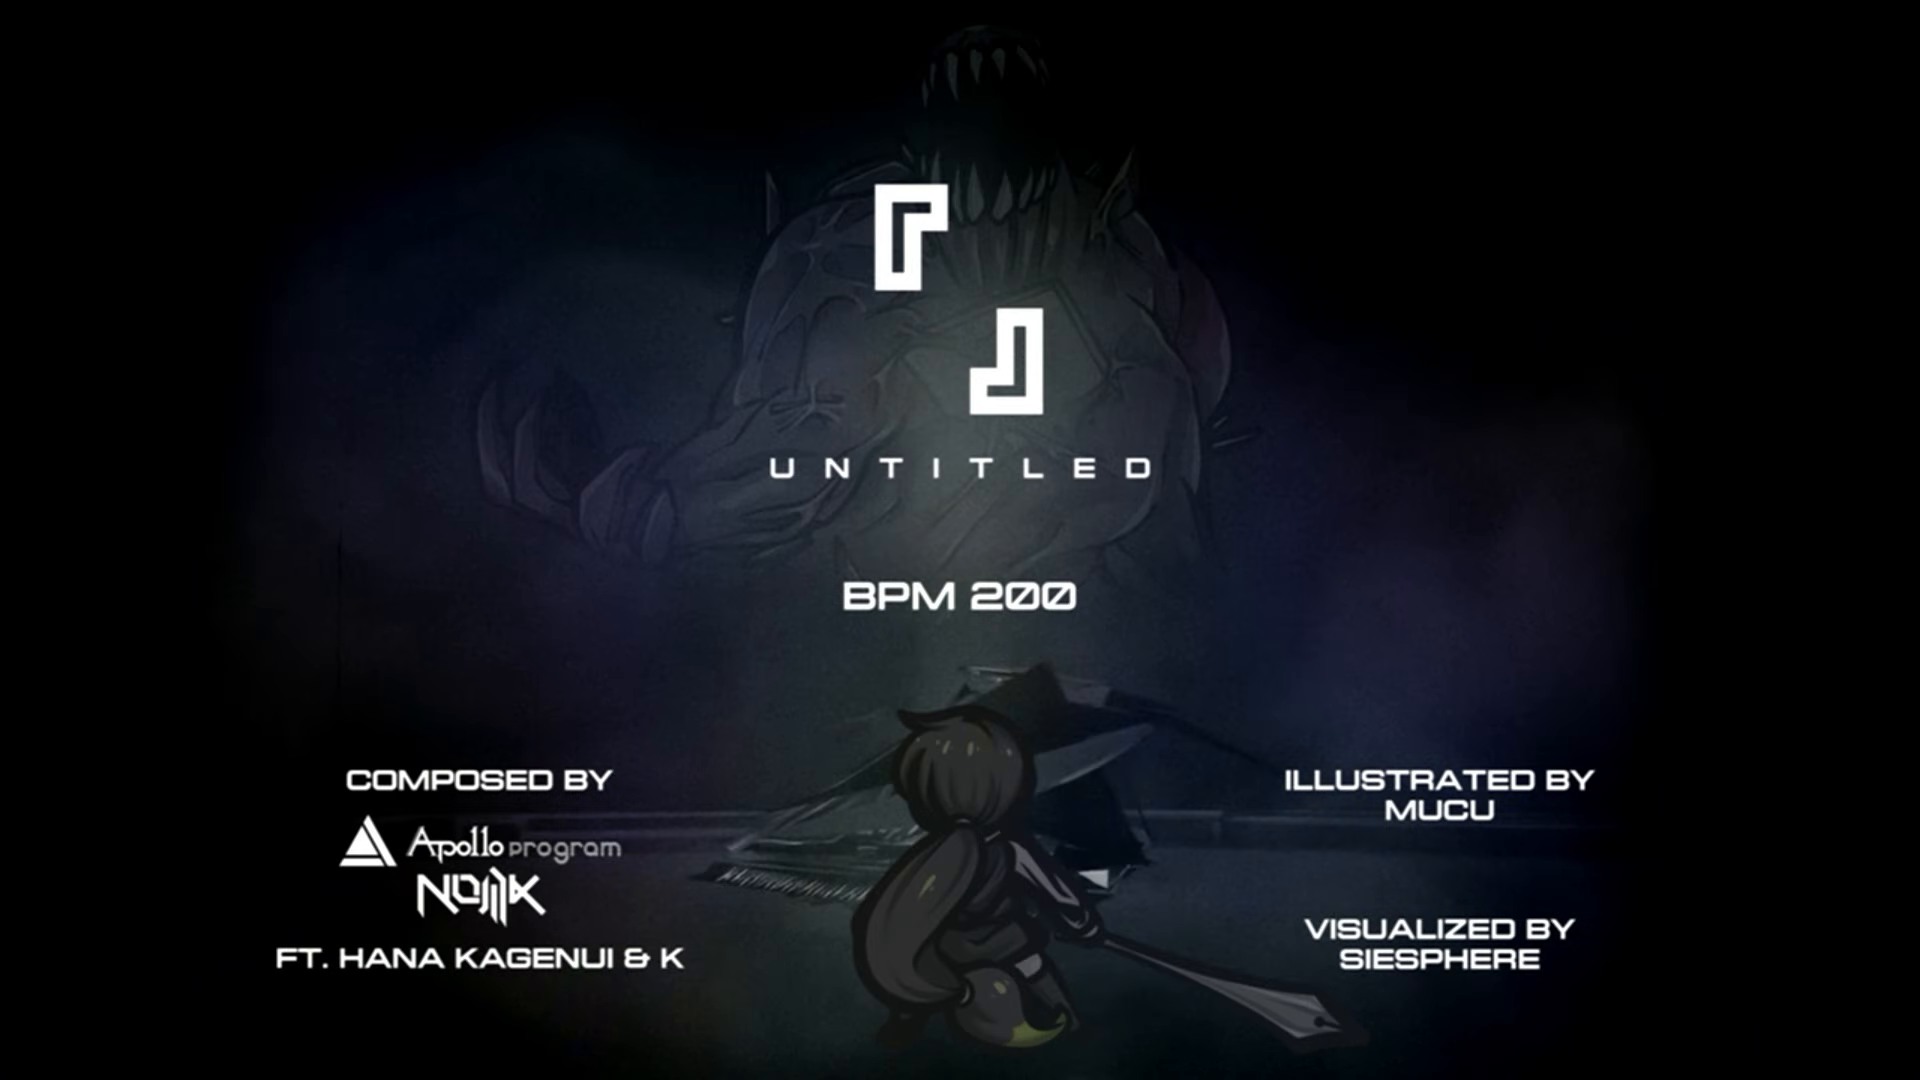 『
』
UNTITLED
BPM 200
COMPOSED BY
Apollo program
NOMK
FT. HANA KAGENUI & K
ILLUSTRATED BY
MUCU
VISUALIZED BY
SIESPHERE